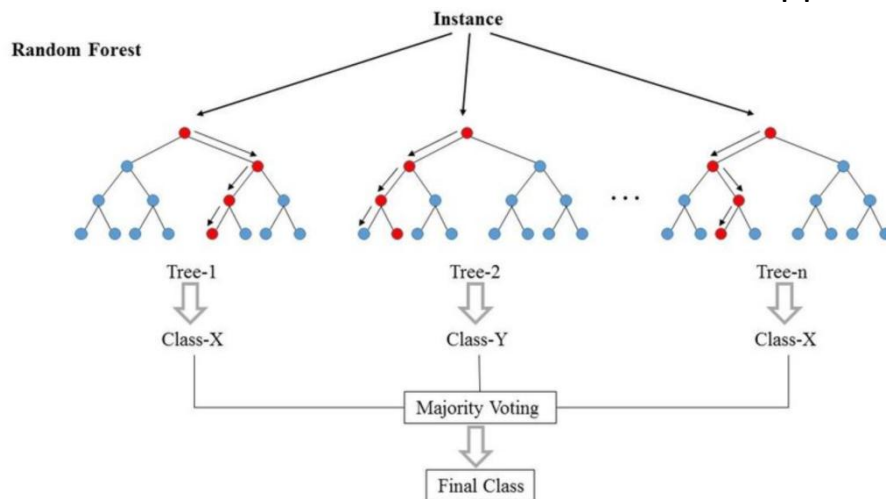 Instance
Random Forest
...
Tree-1
Tree-2
Tree-n
Class-X
Class-Y
Class-X
Majority Voting
Final Class